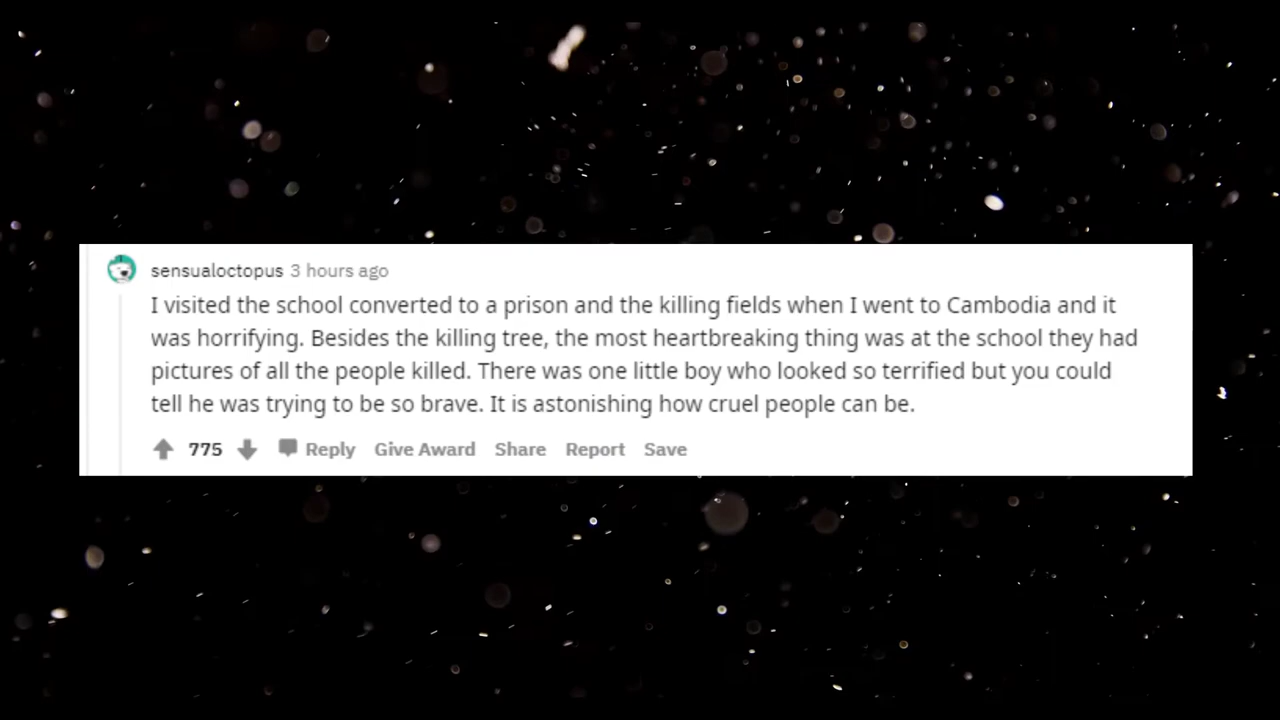 sensualoctopus 3 hours ago
I visited the school converted to a prison and the killing fields when I went to Cambodia and it
was horrifying. Besides the killing tree, the most heartbreaking thing was at the school they had
pictures of all the people killed. There was one little boy who looked so terrified but you could
tell he was trying to be so brave. It is astonishing how cruel people can be.
775 Reply Give Award Share Report Save